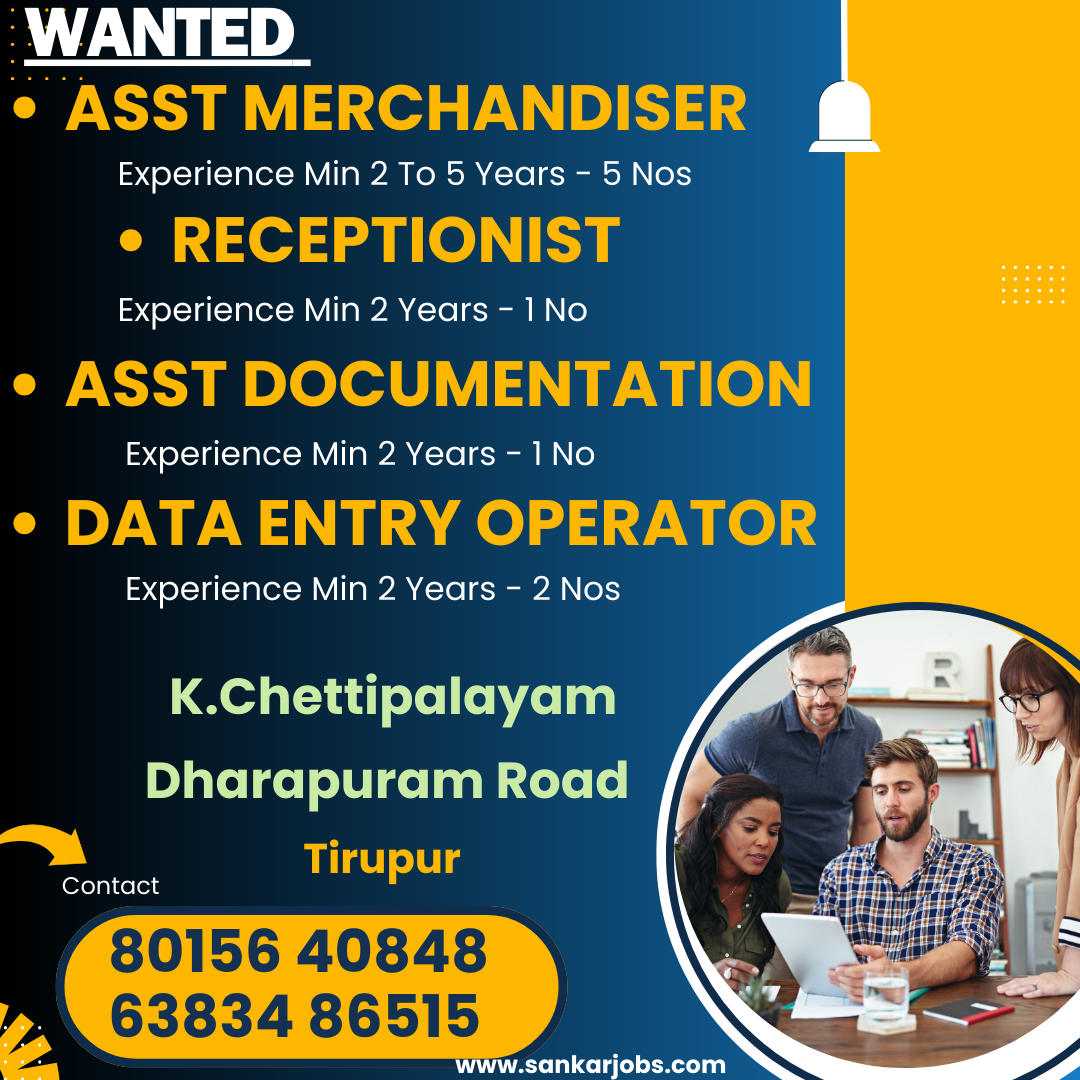 WANTED
• ASST MERCHANDISER
Experience Min 2 To 5 Years - 5 Nos
• RECEPTIONIST
Experience Min 2 Years - 1 No
• ASST DOCUMENTATION
Experience Min 2 Years - 1 No
• DATA ENTRY OPERATOR
Experience Min 2 Years - 2 Nos
K.Chettipalayam
Dharapuram Road
Tirupur
Contact
80156 40848
63834 86515
www.sankarjobs.com
R